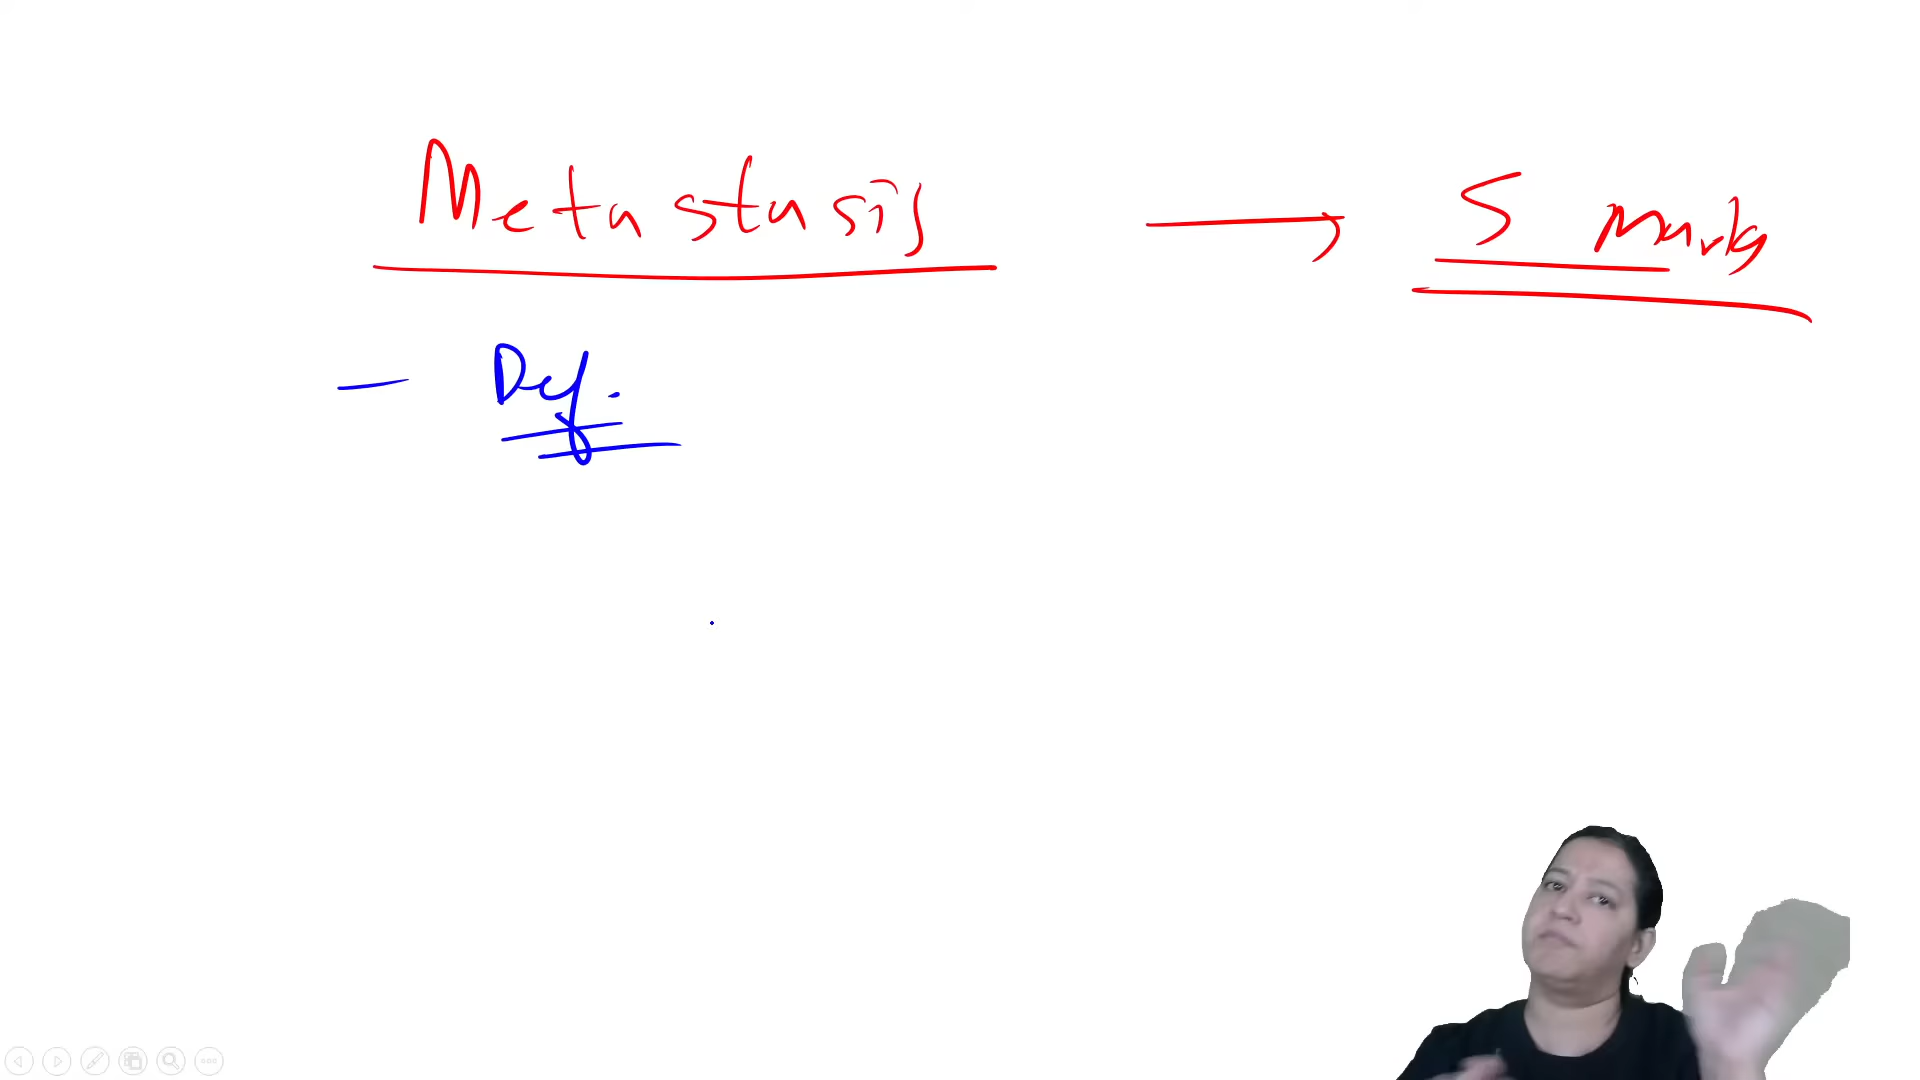 Metastasis → 5 marks
- Def.